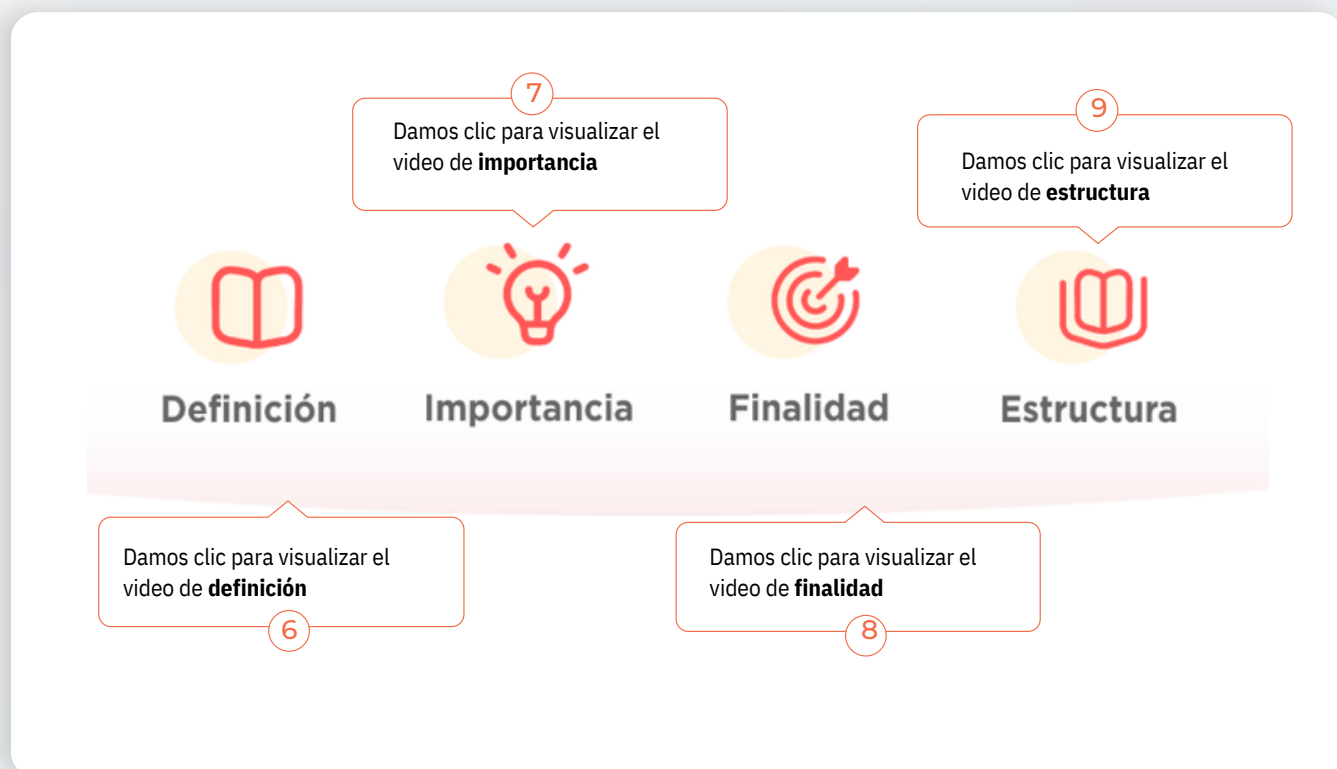 7
Damos clic para visualizar el
video de importancia
9
Damos clic para visualizar el
video de estructura
Definición
Importancia
Finalidad
Estructura
Damos clic para visualizar el
video de definición
6
Damos clic para visualizar el
video de finalidad
8